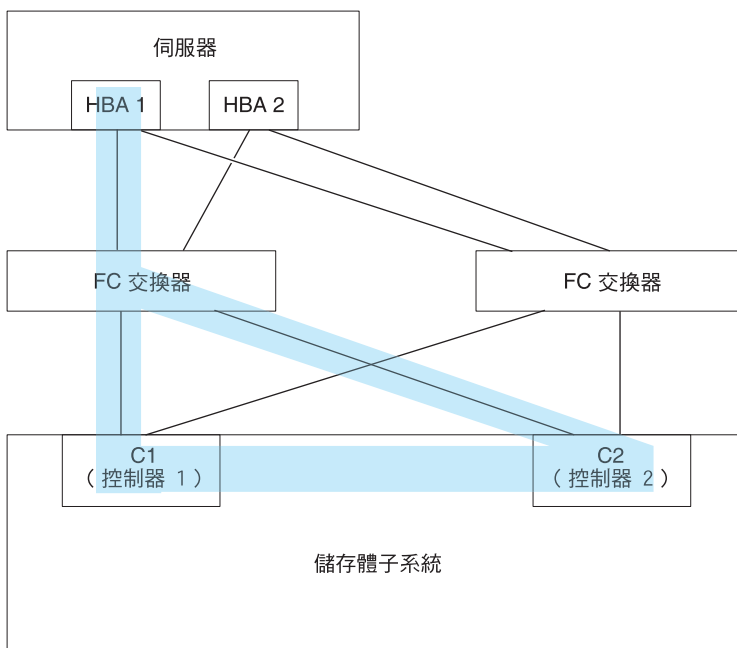 伺服器
HBA 1
HBA 2
FC 交換器
FC 交換器
C1
( 控制器 1 )
C2
( 控制器 2 )
儲存體子系統